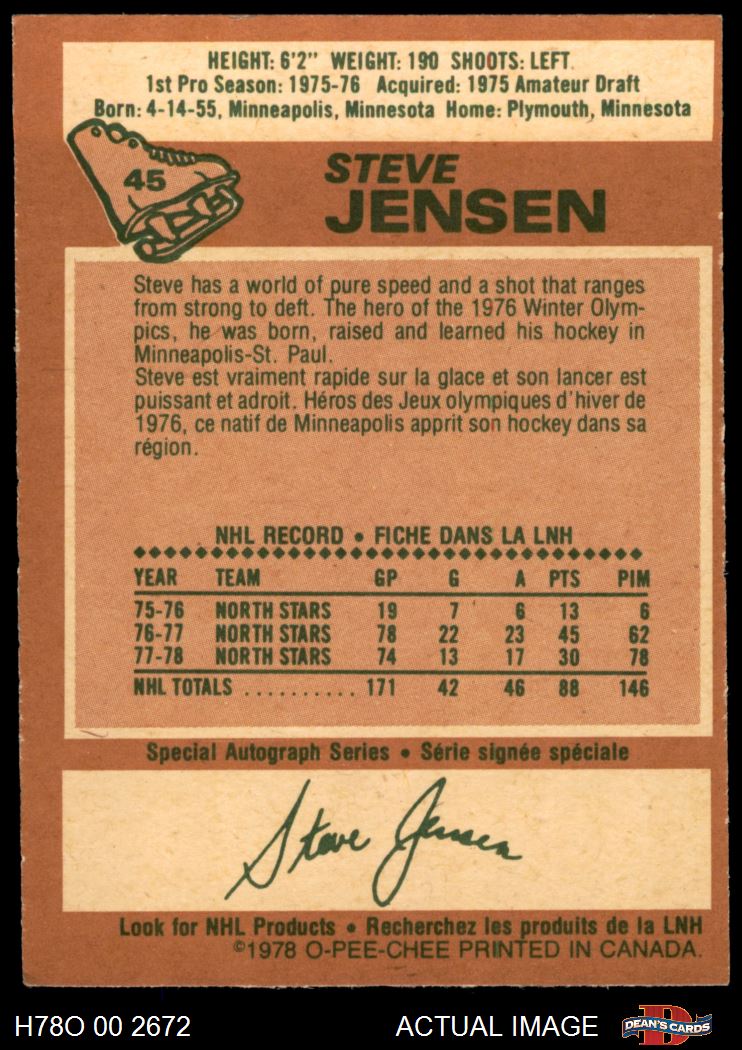 HEIGHT: 6'2" WEIGHT: 190 SHOOTS: LEFT
1st Pro Season: 1975-76 Acquired: 1975 Amateur Draft
Born: 4-14-55, Minneapolis, Minnesota Home: Plymouth, Minnesota
45
STEVE
JENSEN
Steve has a world of pure speed and a shot that ranges
from strong to deft. The hero of the 1976 Winter Olym-
pics, he was born, raised and learned his hockey in
Minneapolis-St. Paul.
Steve est vraiment rapide sur la glace et son lancer est
puissant et adroit. Héros des Jeux olympiques d'hiver de
1976, ce natif de Minneapolis apprit son hockey dans sa
région.
NHL RECORD • FICHE DANS LA LNH
YEAR TEAM GP G A PTS PIM
75-76 NORTH STARS 19 7 6 13 6
76-77 NORTH STARS 78 22 23 45 62
77-78 NORTH STARS 74 13 17 30 78
NHL TOTALS .......... 171 42 46 88 146
Special Autograph Series • Série signée spéciale
Steve Jensen
Look for NHL Products • Recherchez les produits de la LNH
©1978 O-PEE-CHEE PRINTED IN CANADA.
H78O 00 2672 ACTUAL IMAGE D DEAN'S CARDS